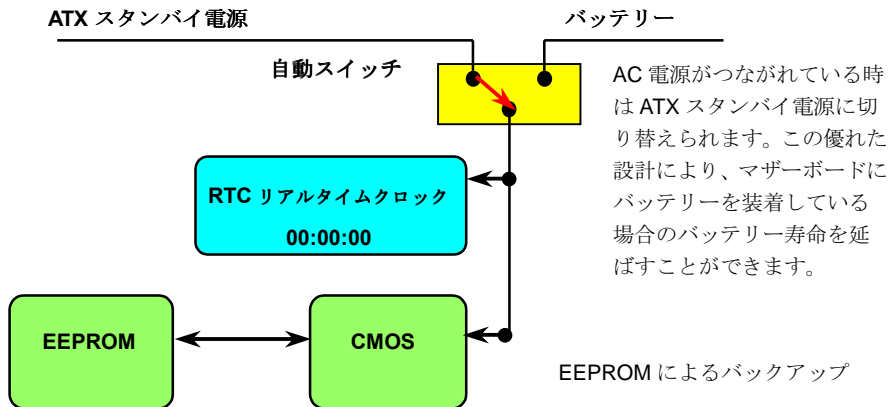 ATX スタンバイ電源
バッテリー
自動スイッチ
AC 電源がつながれている時
は ATX スタンバイ電源に切
り替えられます。この優れた
設計により、マザーボードに
バッテリーを装着している
場合のバッテリー寿命を延
ばすことができます。
RTC リアルタイムクロック
00:00:00
EEPROM
CMOS
EEPROM によるバックアップ